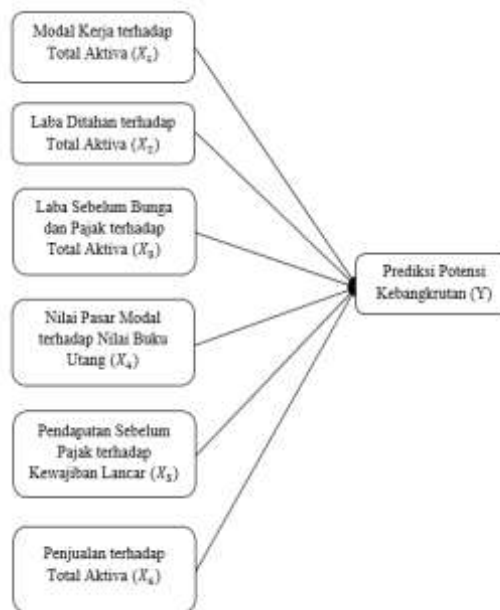 Modal Kerja terhadap
Total Aktiva (X₁)
Laba Ditahan terhadap
Total Aktiva (X₂)
Laba Sebelum Bunga
dan Pajak terhadap
Total Aktiva (X₃)
Prediksi Potensi
Kebangkrutan (Y)
Nilai Pasar Modal
terhadap Nilai Buku
Utang (X₄)
Pendapatan Sebelum
Pajak terhadap
Kewajiban Lancar (X₅)
Penjualan terhadap
Total Aktiva (X₆)